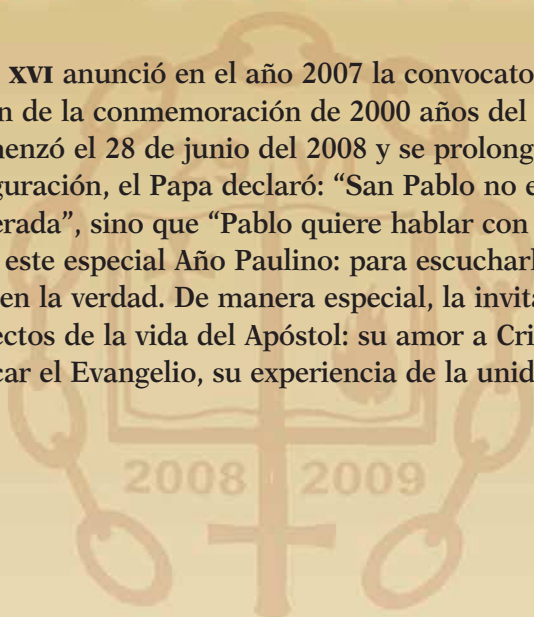 XVI anunció en el año 2007 la convocato
n de la conmemoración de 2000 años del
enzó el 28 de junio del 2008 y se prolong
guración, el Papa declaró: “San Pablo no e
erada”, sino que “Pablo quiere hablar con
este especial Año Paulino: para escucharl
en la verdad. De manera especial, la invita
ectos de la vida del Apóstol: su amor a Cri
car el Evangelio, su experiencia de la unid
2008 2009